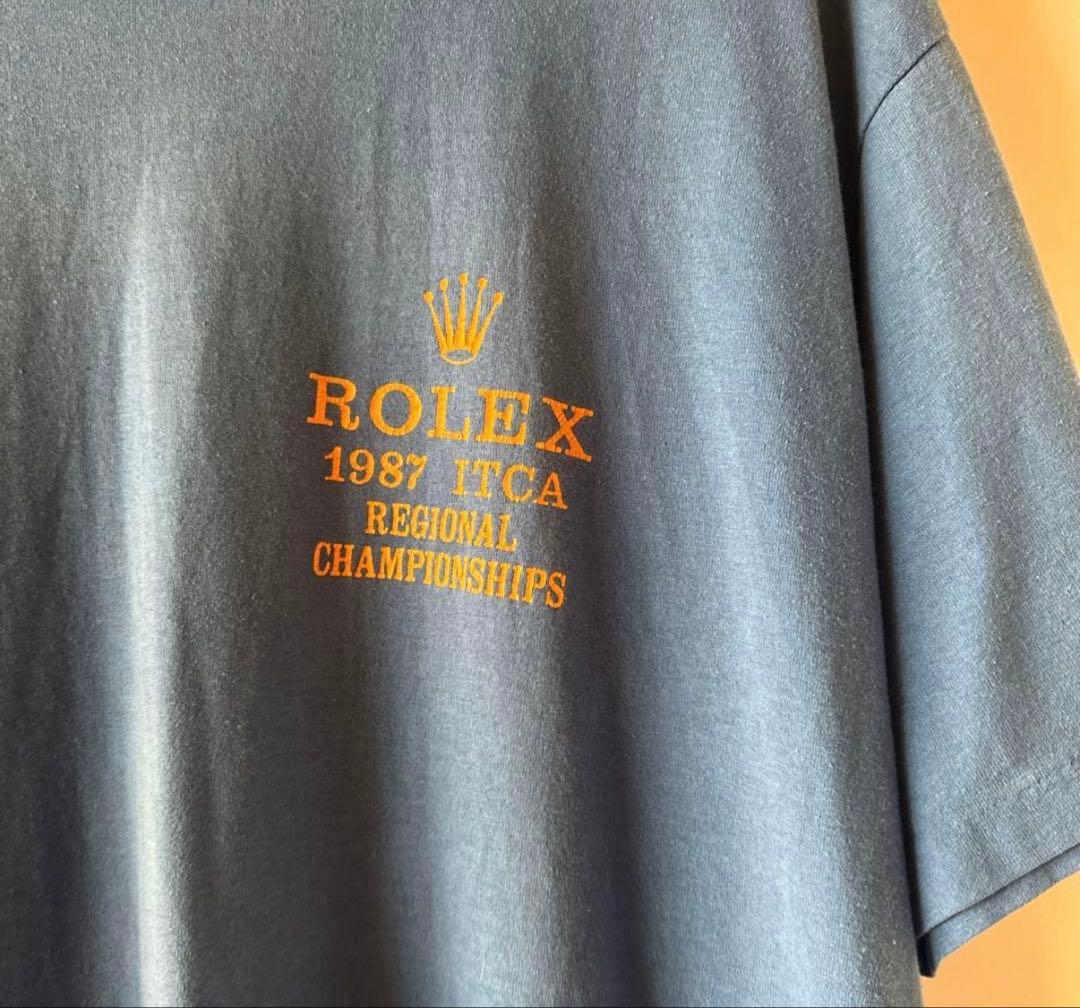 ROLEX
1987 ITCA
REGIONAL
CHAMPIONSHIPS